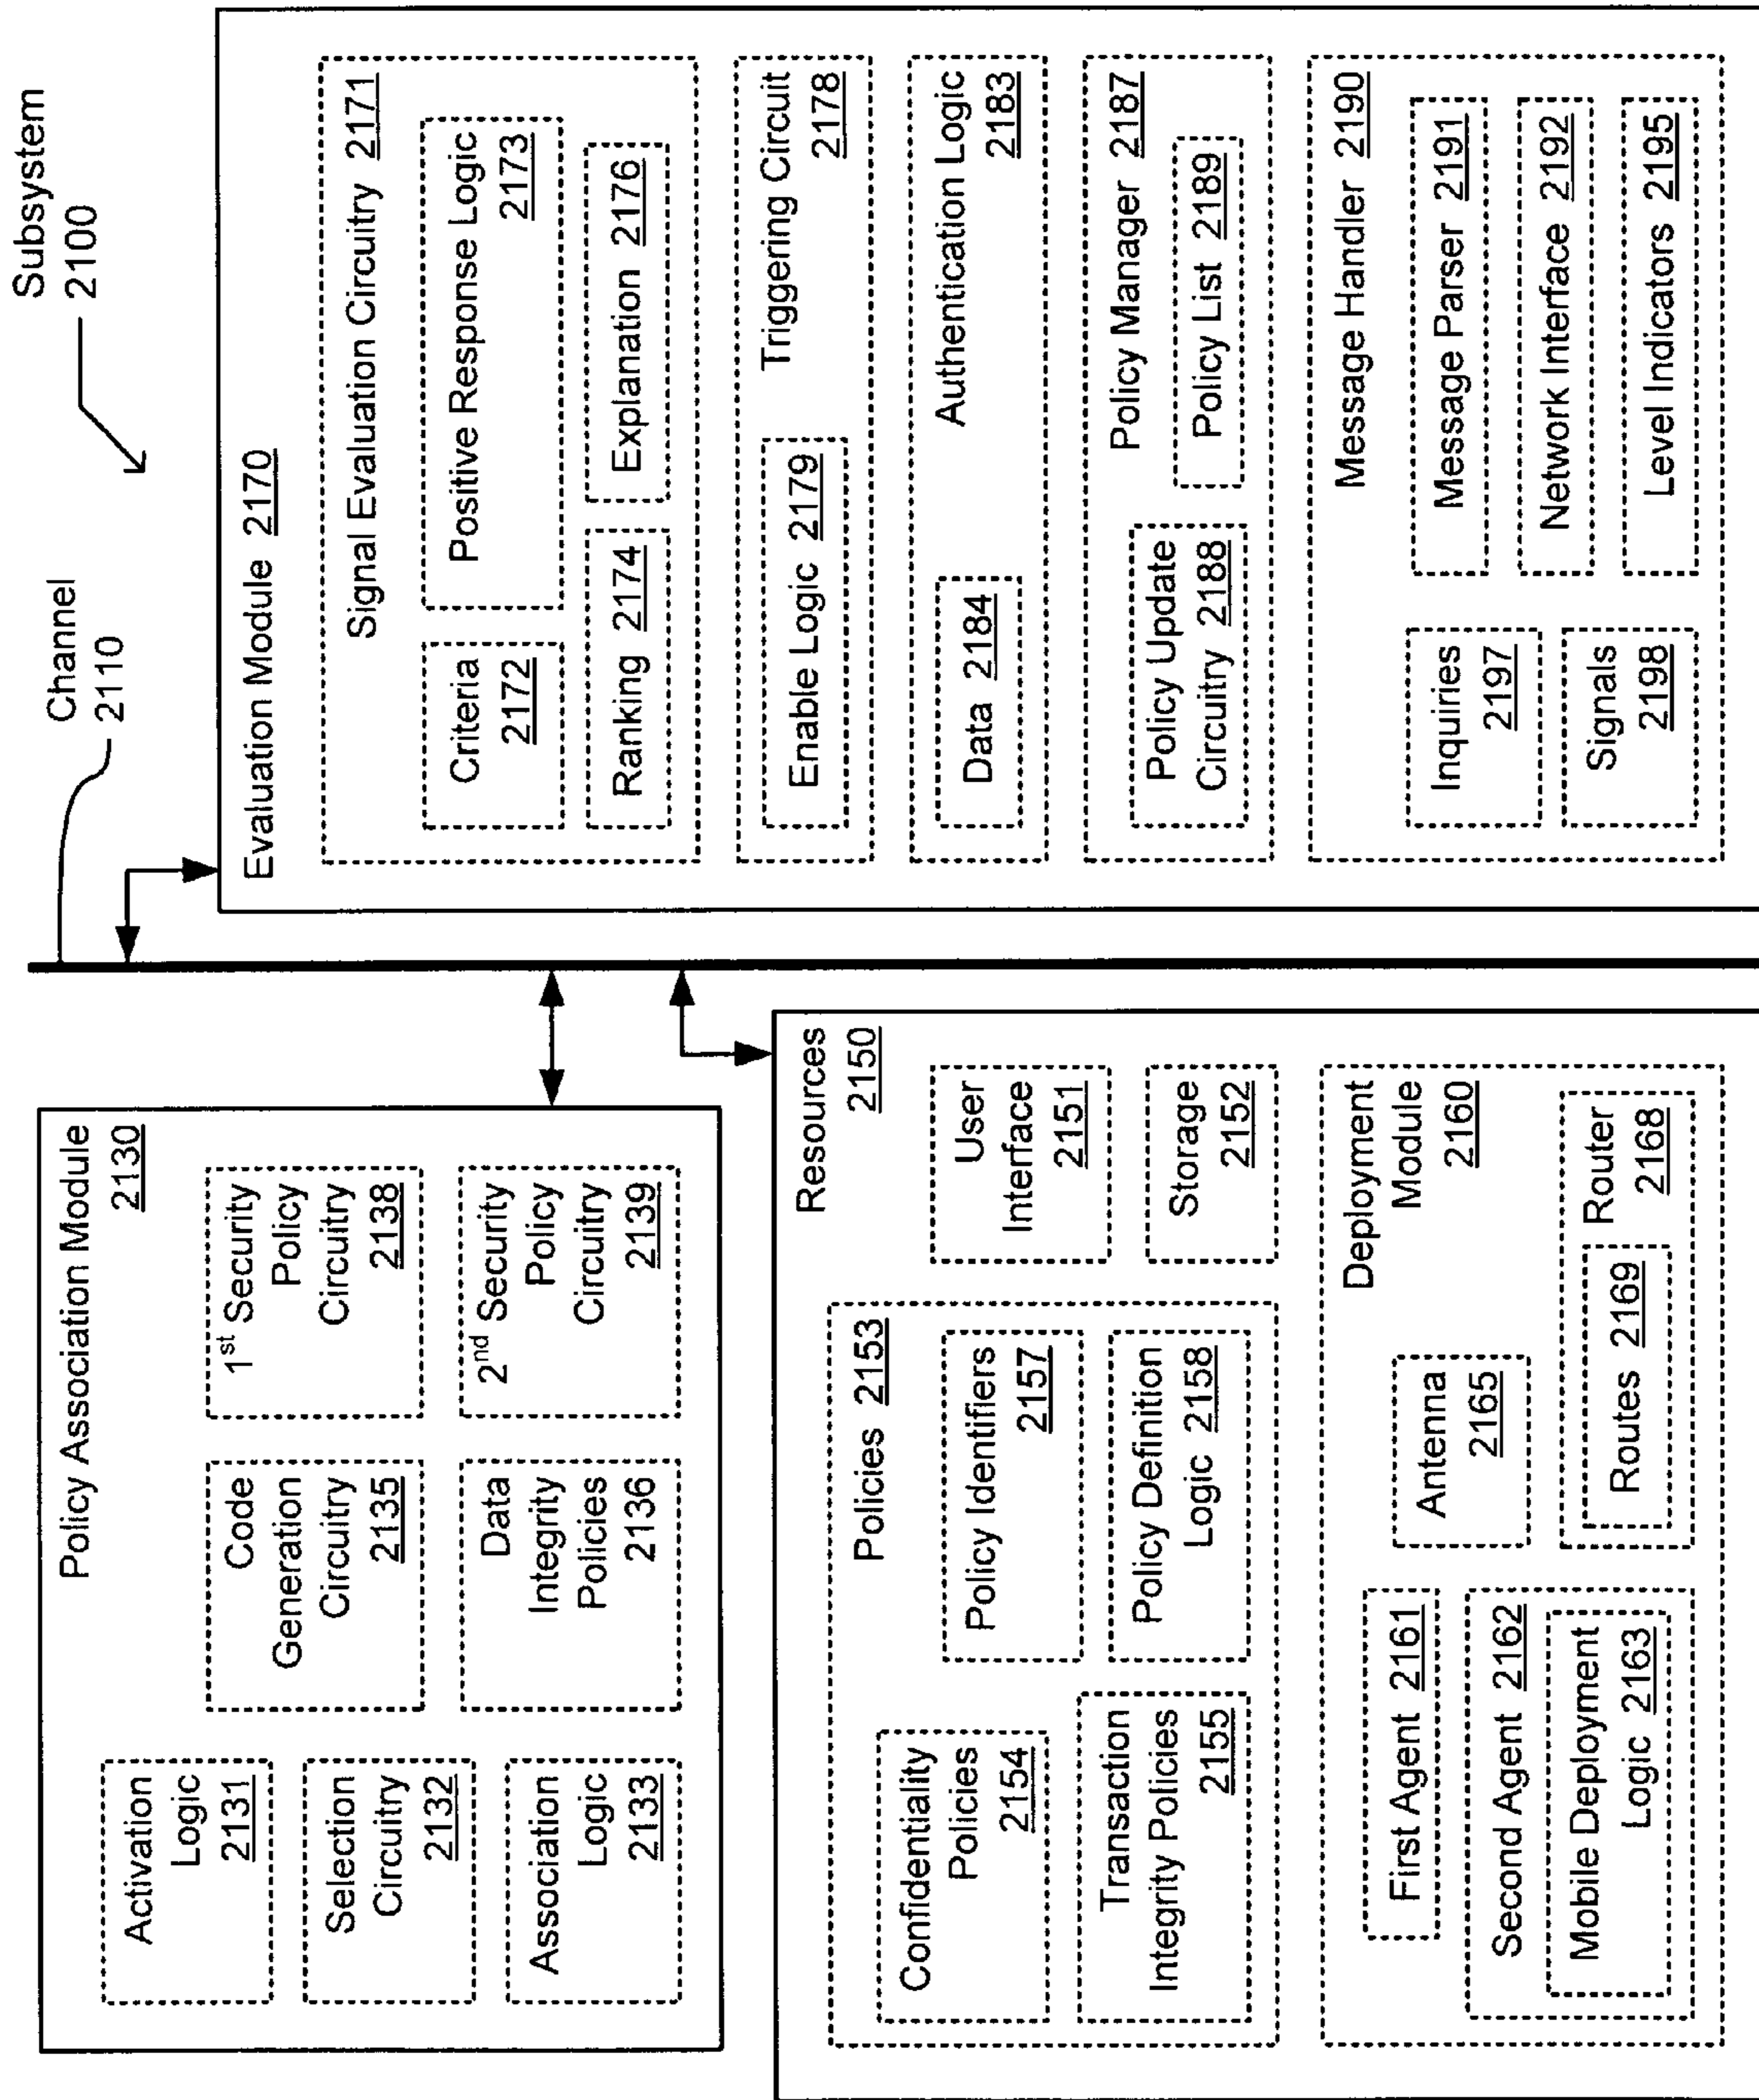 Subsystem
2100
Channel
2110
Policy Association Module
2130
Activation
Logic
2131
Selection
Circuitry
2132
Association
Logic
2133
Code
Generation
Circuitry
2135
Data
Integrity
Policies
2136
1st Security
Policy
Circuitry
2138
2nd Security
Policy
Circuitry
2139
Resources
2150
Policies 2153
Confidentiality
Policies
2154
Transaction
Integrity Policies
2155
Policy Identifiers
2157
Policy Definition
Logic 2158
User
Interface
2151
Storage
2152
Deployment
Module
2160
First Agent 2161
Second Agent 2162
Mobile Deployment
Logic 2163
Antenna
2165
Router
2168
Routes 2169
Evaluation Module 2170
Signal Evaluation Circuitry 2171
Criteria
2172
Positive Response Logic
2173
Ranking 2174
Explanation 2176
Triggering Circuit
2178
Enable Logic 2179
Authentication Logic
2183
Data 2184
Policy Manager 2187
Policy Update
Circuitry 2188
Policy List 2189
Message Handler 2190
Inquiries
2197
Signals
2198
Message Parser 2191
Network Interface 2192
Level Indicators 2195